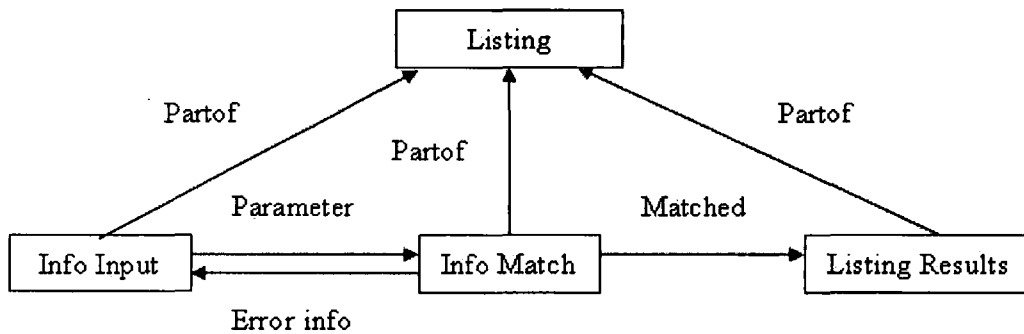 Listing
Partof
Partof
Partof
Parameter
Matched
Info Input
Info Match
Listing Results
Error info